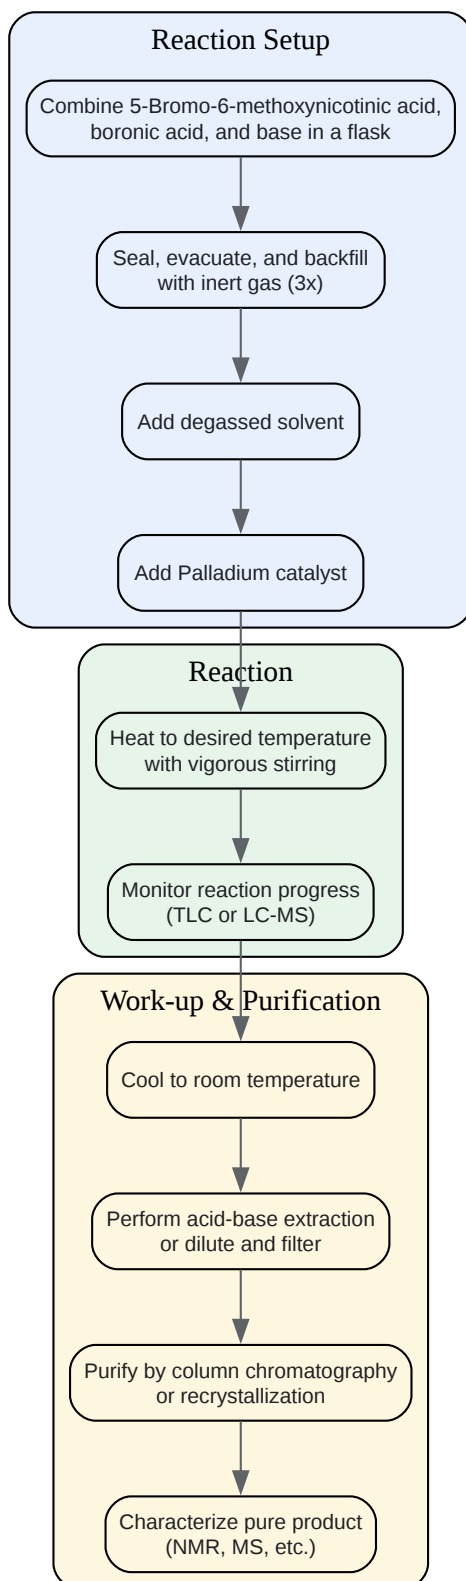 Reaction Setup
Combine 5-Bromo-6-methoxynicotinic acid,
boronic acid, and base in a flask
Seal, evacuate, and backfill
with inert gas (3x)
Add degassed solvent
Add Palladium catalyst
Reaction
Heat to desired temperature
with vigorous stirring
Monitor reaction progress
(TLC or LC-MS)
Work-up & Purification
Cool to room temperature
Perform acid-base extraction
or dilute and filter
Purify by column chromatography
or recrystallization
Characterize pure product
(NMR, MS, etc.)